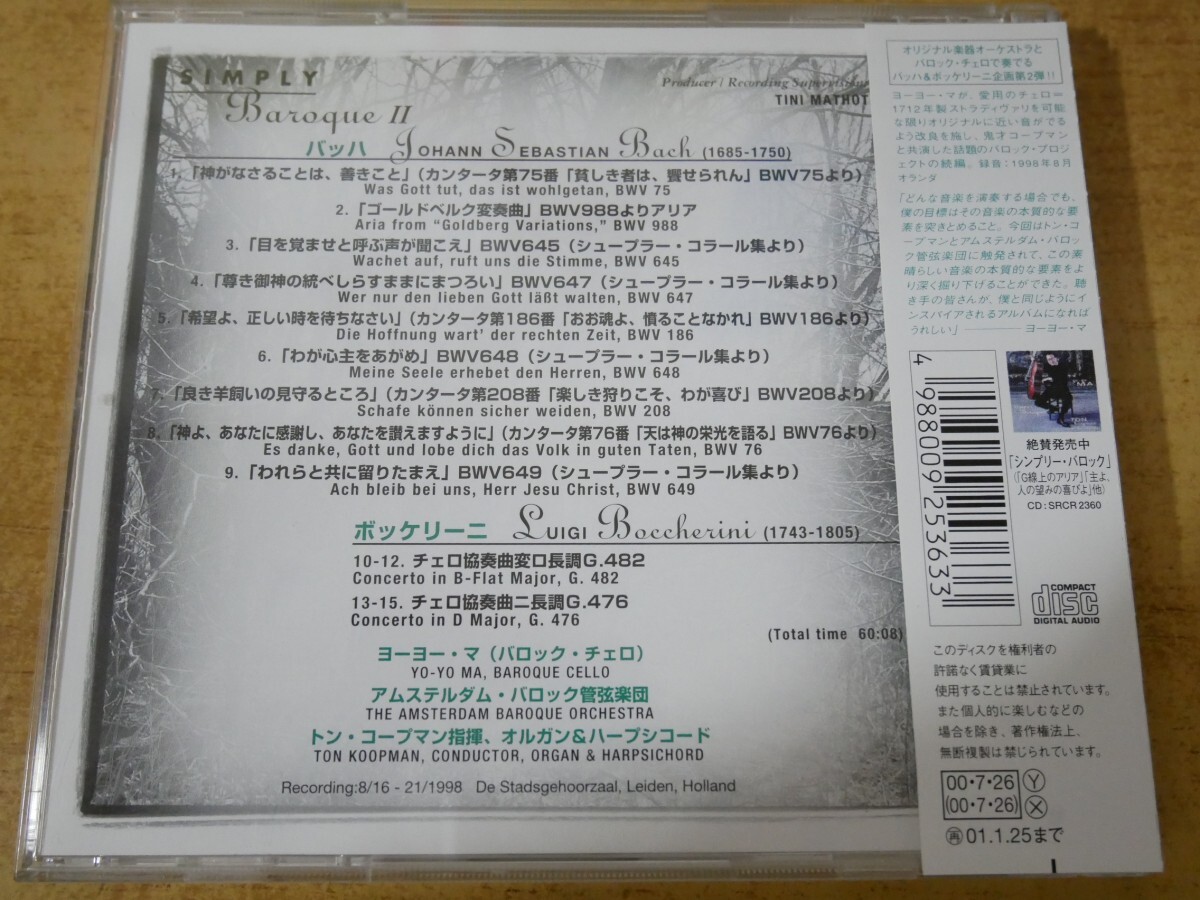 SIMPLY
Baroque II
Producer / Recording Supervision
TINI MATHOT
バッハ JOHANN SEBASTIAN Bach (1685-1750)
1.「神がなさることは、善きこと」(カンタータ第75番「貧しき者は、饗せられん」BWV75より)
Was Gott tut, das ist wohlgetan, BWV 75
2.「ゴールドベルク変奏曲」BWV988よりアリア
Aria from “Goldberg Variations,” BWV 988
3.「目を覚ませと呼ぶ声が聞こえ」BWV645(シュープラー・コラール集より)
Wachet auf, ruft uns die Stimme, BWV 645
4.「尊き御神の統べしらすままにまつろい」BWV647(シュープラー・コラール集より)
Wer nur den lieben Gott läßt walten, BWV 647
5.「希望よ、正しい時を待ちなさい」(カンタータ第186番「おお魂よ、憤ることなかれ」BWV186より)
Die Hoffnung wart' der rechten Zeit, BWV 186
6.「わが心主をあがめ」BWV648(シュープラー・コラール集より)
Meine Seele erhebet den Herren, BWV 648
7.「良き羊飼いの見守るところ」(カンタータ第208番「楽しき狩りこそ、わが喜び」BWV208より)
Schafe können sicher weiden, BWV 208
8.「神よ、あなたに感謝し、あなたを讃えますように」(カンタータ第76番「天は神の栄光を語る」BWV76より)
Es danke, Gott und lobe dich das Volk in guten Taten, BWV 76
9.「われらと共に留りたまえ」BWV649(シュープラー・コラール集より)
Ach bleib bei uns, Herr Jesu Christ, BWV 649
ボッケリーニ LUIGI Boccherini (1743-1805)
10-12. チェロ協奏曲変ロ長調G.482
Concerto in B-Flat Major, G. 482
13-15. チェロ協奏曲ニ長調G.476
Concerto in D Major, G. 476
(Total time 60:08)
ヨーヨー・マ(バロック・チェロ)
YO-YO MA, BAROQUE CELLO
アムステルダム・バロック管弦楽団
THE AMSTERDAM BAROQUE ORCHESTRA
トン・コープマン指揮、オルガン&ハープシコード
TON KOOPMAN, CONDUCTOR, ORGAN & HARPSICHORD
Recording:8/16 - 21/1998 De Stadsgehoorzaal, Leiden, Holland
オリジナル楽器オーケストラと
バロック・チェロで奏でる
バッハ&ボッケリーニ企画第2弾!!
ヨーヨー・マが、愛用のチェロー
1712年製ストラディヴァリを可能
な限りオリジナルに近い音がでる
よう改良を施し、鬼才コープマン
と共演した話題のバロック・プロ
ジェクトの続編。録音:1998年8月
オランダ
「どんな音楽を演奏する場合でも、
僕の目標はその音楽の本質的な要
素を突きとめること。今回はトン・コ
ープマンとアムステルダム・バロッ
ク管弦楽団に触発されて、この素
晴らしい音楽の本質的な要素をよ
り深く掘り下げることができた。聴
き手の皆さんが、僕と同じようにイ
ンスパイアされるアルバムになれば
うれしい」――ヨーヨー・マ
4 988009 253633
絶賛発売中
「シンプリー・バロック」
(「G線上のアリア」「主よ、
人の望みの喜びよ」他)
CD:SRCR 2360
COMPACT
disc
DIGITAL AUDIO
このディスクを権利者の
許諾なく賃貸業に
使用することは禁止されています。
また個人的に楽しむなどの
場合を除き、著作権法上、
無断複製は禁じられています。
00・7・26 Ⓨ
(00・7・26) Ⓧ
再01.1.25まで